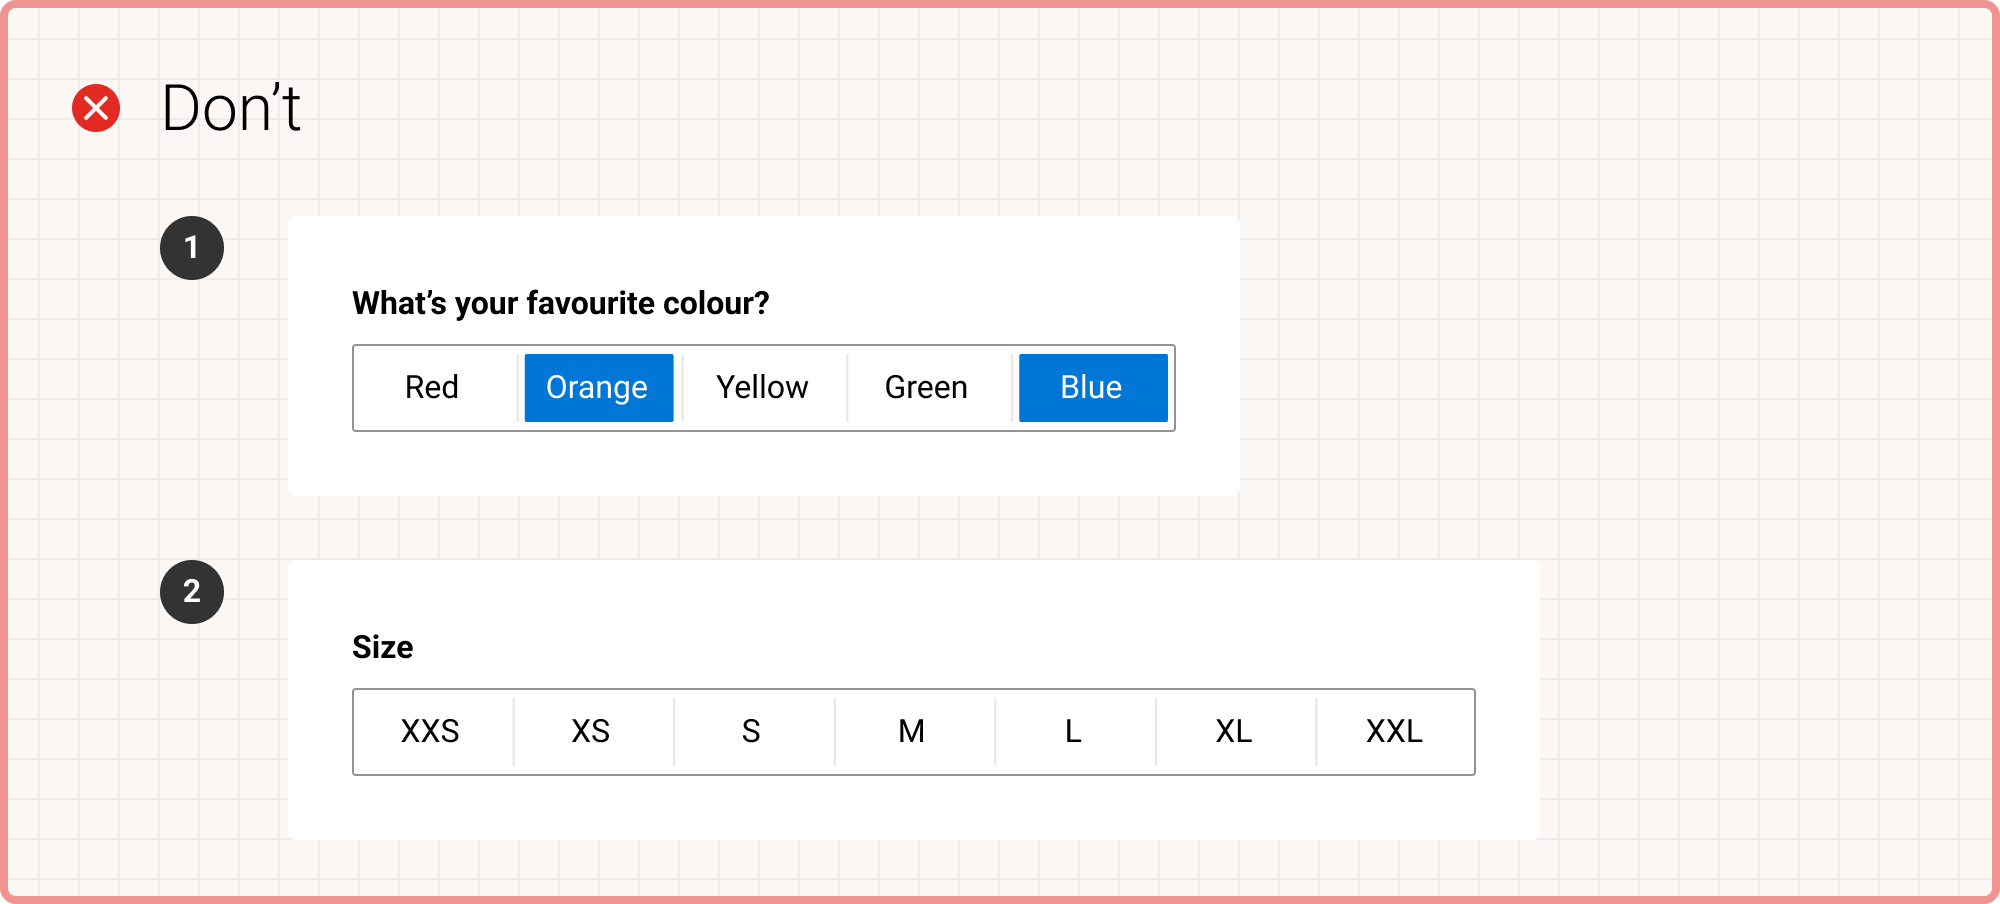 Don’t
1
What’s your favourite colour?
Red Orange Yellow Green Blue
2
Size
XXS XS S M L XL XXL